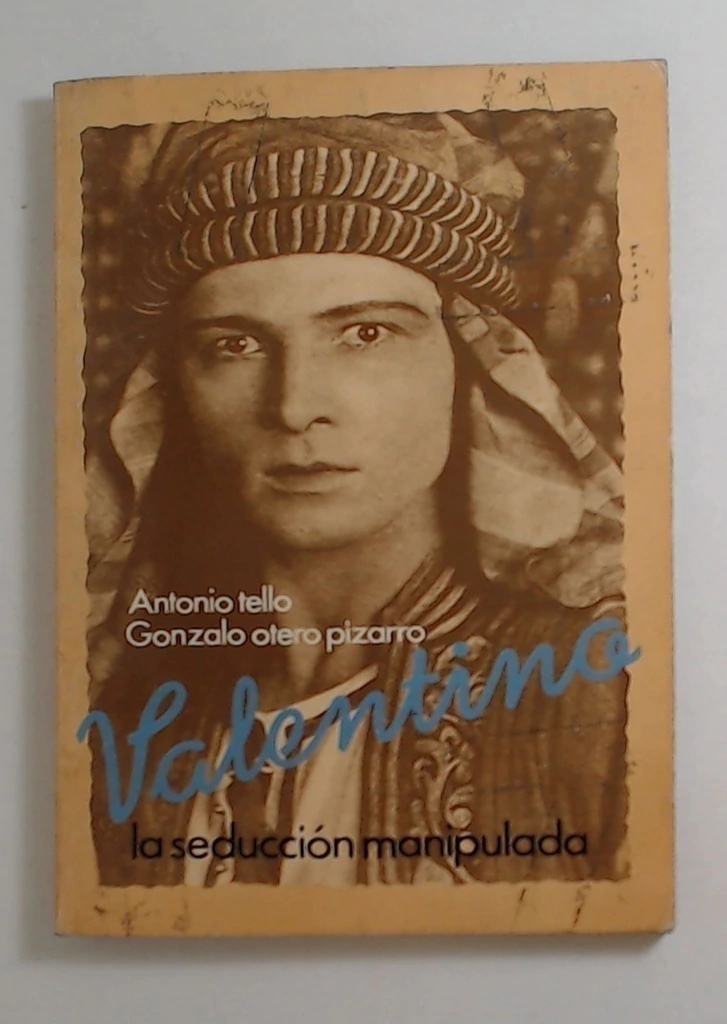 Antonio tello
Gonzalo otero pizarro
Valentino
la seducción manipulada